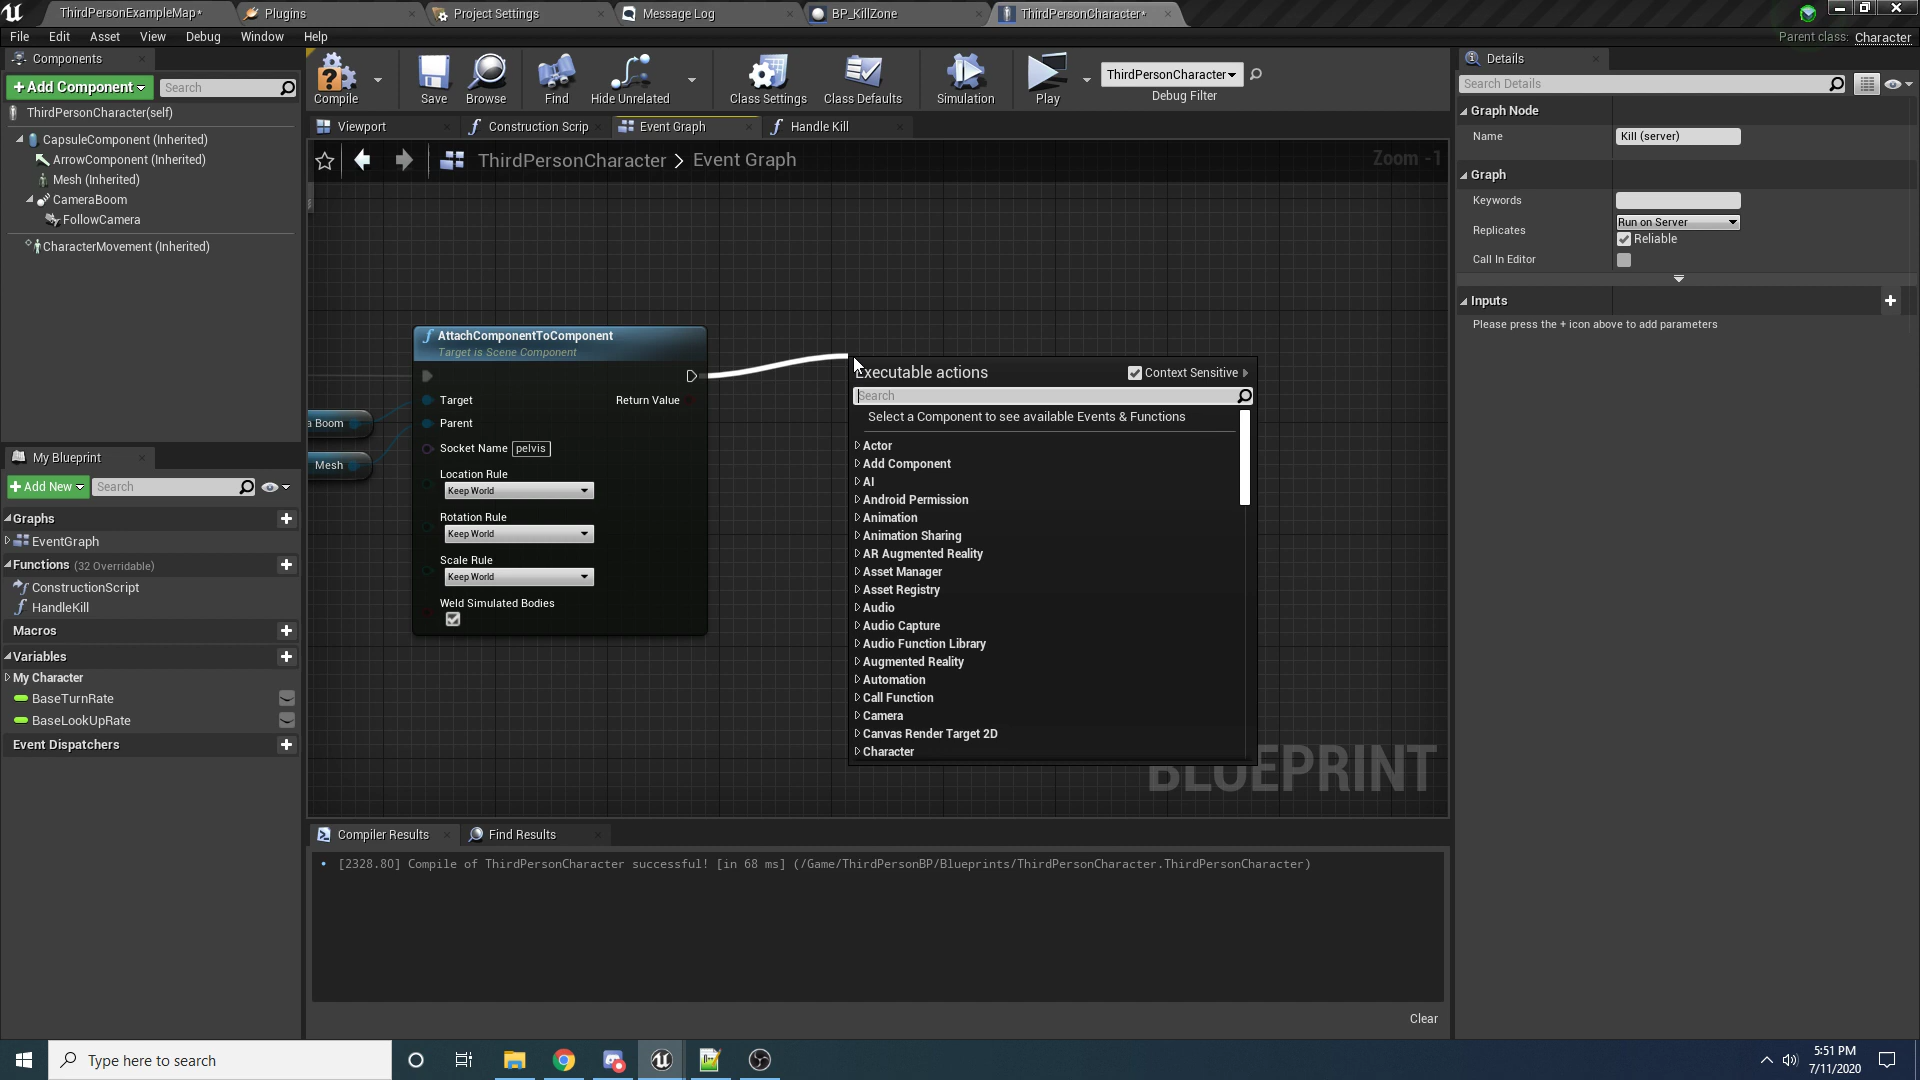 ThirdPersonExampleMap*
Plugins
Project Settings
Message Log
BP_KillZone
ThirdPersonCharacter*
File Edit Asset View Debug Window Help
Parent class: Character
Components
+Add Component
Search
ThirdPersonCharacter(self)
CapsuleComponent (Inherited)
ArrowComponent (Inherited)
Mesh (Inherited)
CameraBoom
FollowCamera
CharacterMovement (Inherited)
Compile
Save
Browse
Find
Hide Unrelated
Class Settings
Class Defaults
Simulation
Play
ThirdPersonCharacter
Debug Filter
Viewport
Construction Scrip
Event Graph
Handle Kill
ThirdPersonCharacter > Event Graph
Zoom -1
AttachComponentToComponent
Target is Scene Component
Target
Return Value
Parent
Socket Name pelvis
Location Rule
Keep World
Rotation Rule
Keep World
Scale Rule
Keep World
Weld Simulated Bodies
a Boom
Mesh
Executable actions
Context Sensitive
Search
Select a Component to see available Events & Functions
Actor
Add Component
AI
Android Permission
Animation
Animation Sharing
AR Augmented Reality
Asset Manager
Asset Registry
Audio
Audio Capture
Audio Function Library
Augmented Reality
Automation
Call Function
Camera
Canvas Render Target 2D
Character
BLUEPRINT
My Blueprint
+Add New
Search
Graphs
EventGraph
Functions (32 Overridable)
ConstructionScript
HandleKill
Macros
Variables
My Character
BaseTurnRate
BaseLookUpRate
Event Dispatchers
Compiler Results
Find Results
[2328.80] Compile of ThirdPersonCharacter successful! [in 68 ms] (/Game/ThirdPersonBP/Blueprints/ThirdPersonCharacter.ThirdPersonCharacter)
Clear
Details
Search Details
Graph Node
Name
Kill (server)
Graph
Keywords
Replicates
Run on Server
Reliable
Call In Editor
Inputs
Please press the + icon above to add parameters
Type here to search
5:51 PM
7/11/2020